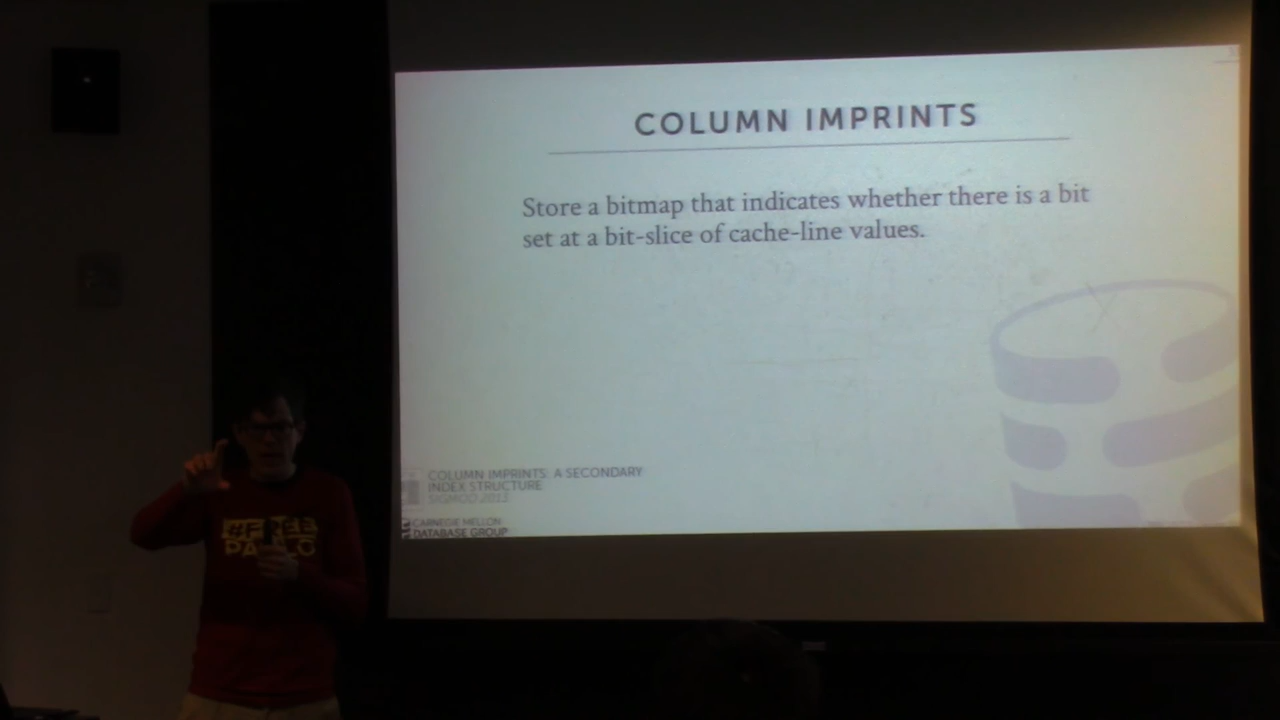 COLUMN IMPRINTS
Store a bitmap that indicates whether there is a bit
set at a bit-slice of cache-line values.
COLUMN IMPRINTS: A SECONDARY
INDEX STRUCTURE
SIGMOD 2013
CARNEGIE MELLON
DATABASE GROUP